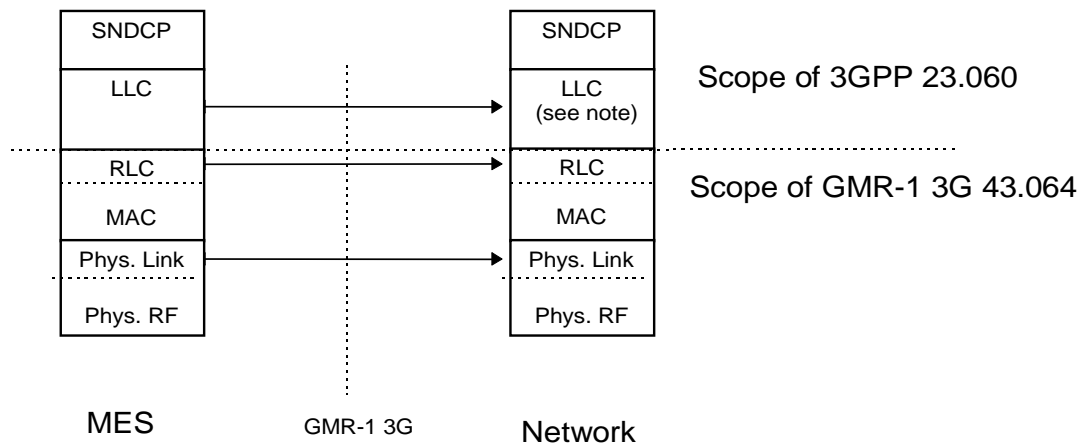 SNDCP
LLC
RLC
MAC
Phys. Link
Phys. RF
MES
GMR-1 3G
SNDCP
LLC
(see note)
RLC
MAC
Phys. Link
Phys. RF
Network
Scope of 3GPP 23.060
Scope of GMR-1 3G 43.064